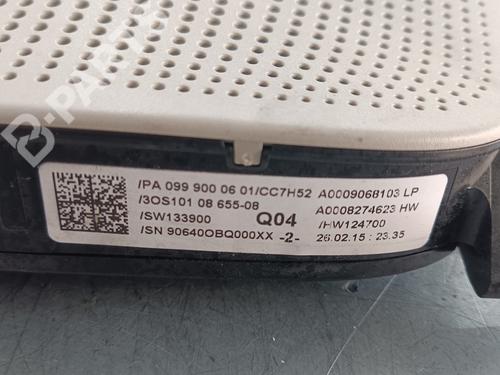 /PA 099 900 06 01/CC7H52 A0009068103 LP
/3OS101 08 655-08 A0008274623 HW
/SW133900 Q04 /HW124700
/SN 90640OBQ000XX -2- 26.02.15 : 23.35
B-PARTS